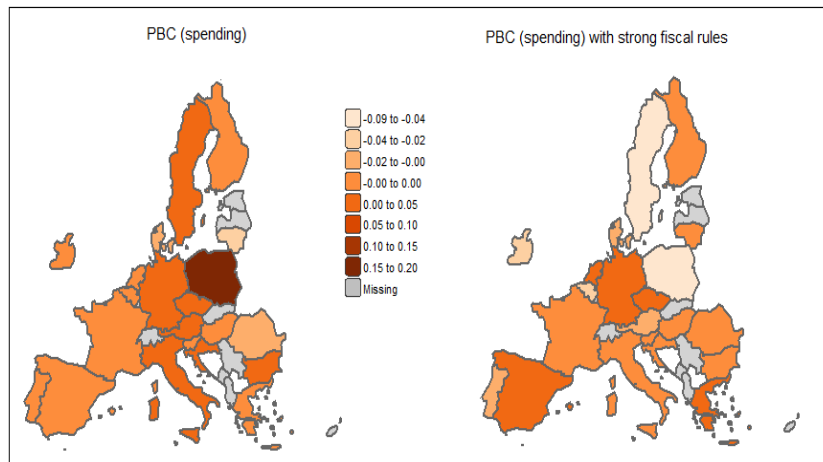 PBC (spending)
PBC (spending) with strong fiscal rules
-0.09 to -0.04
-0.04 to -0.02
-0.02 to -0.00
-0.00 to 0.00
0.00 to 0.05
0.05 to 0.10
0.10 to 0.15
0.15 to 0.20
Missing